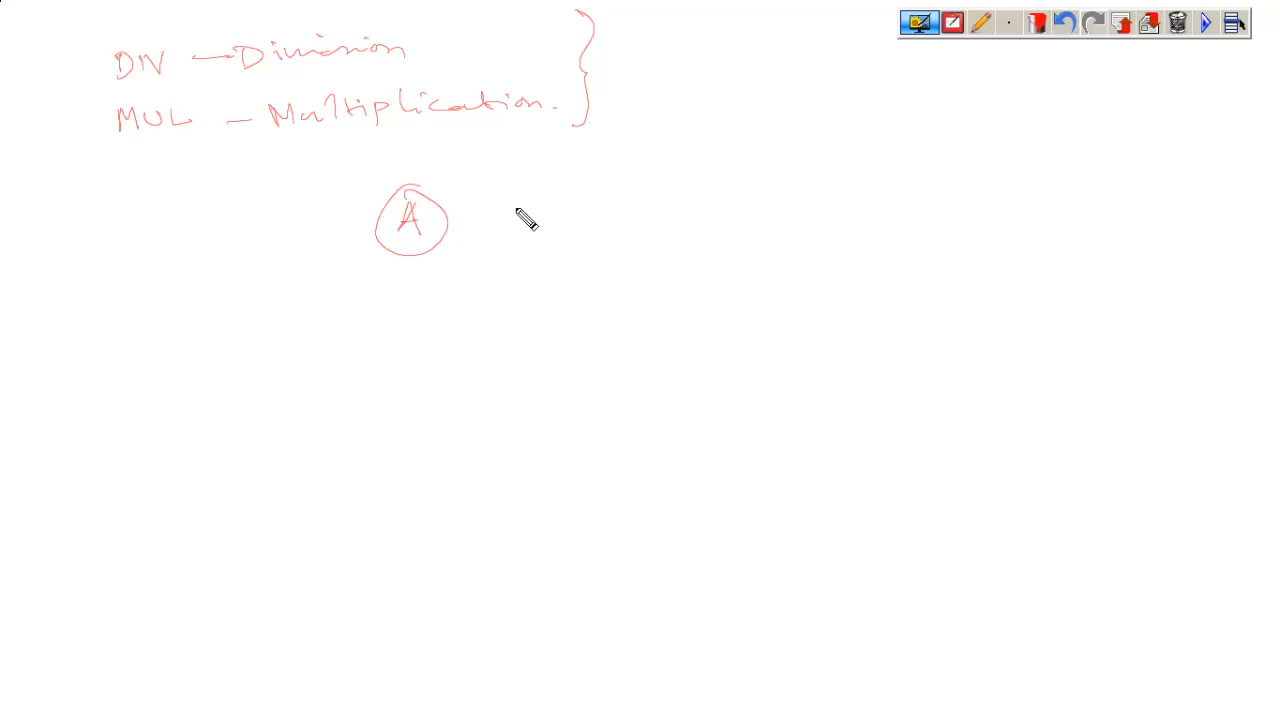 DIV — Division
MUL — Multiplication.
A